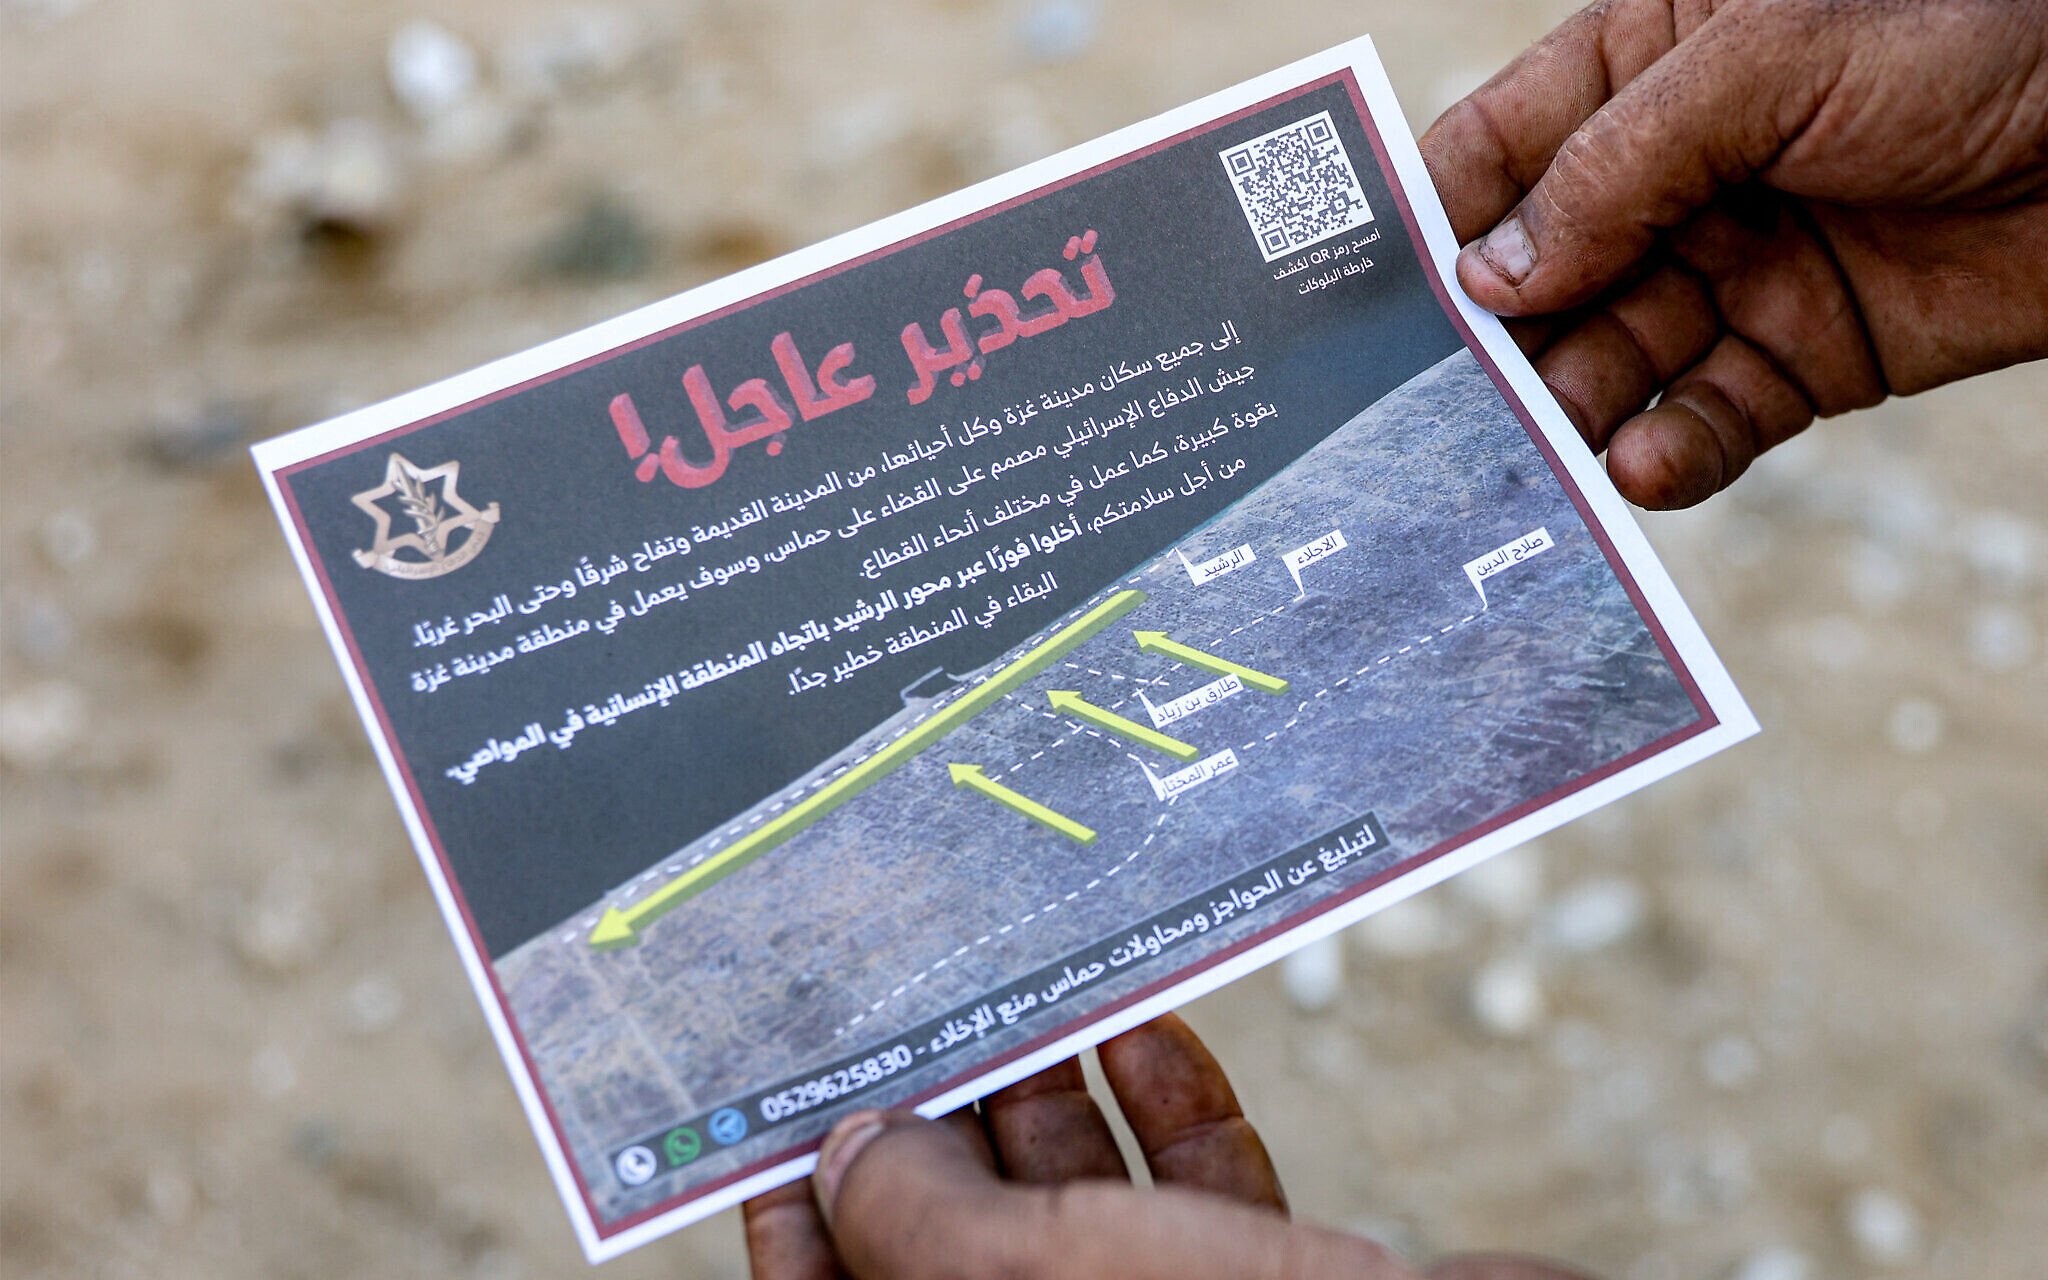 امسح رمز QR لكشف
خارطة البلوكات
تحذير عاجل!
إلى جميع سكان مدينة غزة وكل أحيائها، من المدينة القديمة وتفاح شرقًا وحتى البحر غربًا.
جيش الدفاع الإسرائيلي مصمم على القضاء على حماس، وسوف يعمل في منطقة مدينة غزة
بقوة كبيرة، كما عمل في مختلف أنحاء القطاع.
من أجل سلامتكم، أخلوا فورًا عبر محور الرشيد باتجاه المنطقة الإنسانية في المواصي.
البقاء في المنطقة خطير جدًا.
الرشيد
الاجلاء
صلاح الدين
طارق بن زياد
عمر المختار
لتبليغ عن الحواجز ومحاولات حماس منع الإخلاء - 0529625830